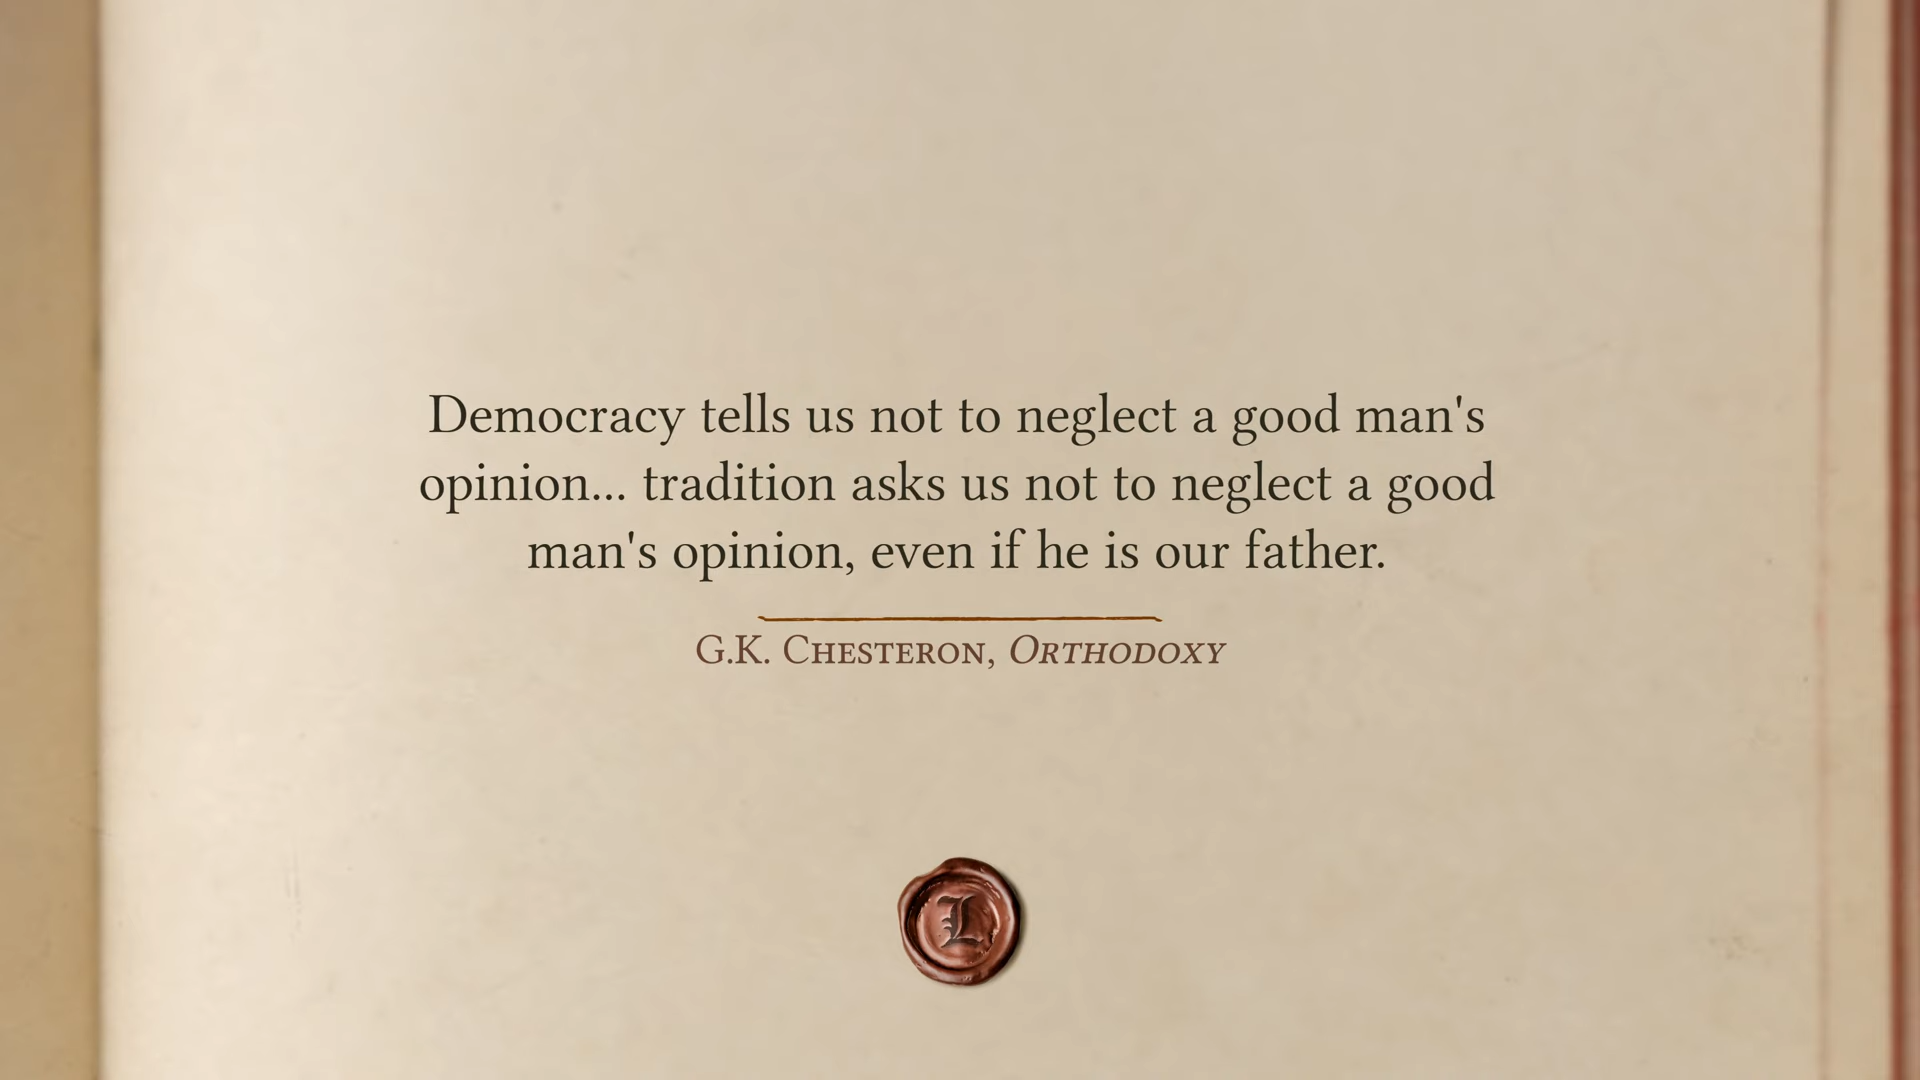 Democracy tells us not to neglect a good man's
opinion... tradition asks us not to neglect a good
man's opinion, even if he is our father.
G.K. Chesteron, Orthodoxy
L